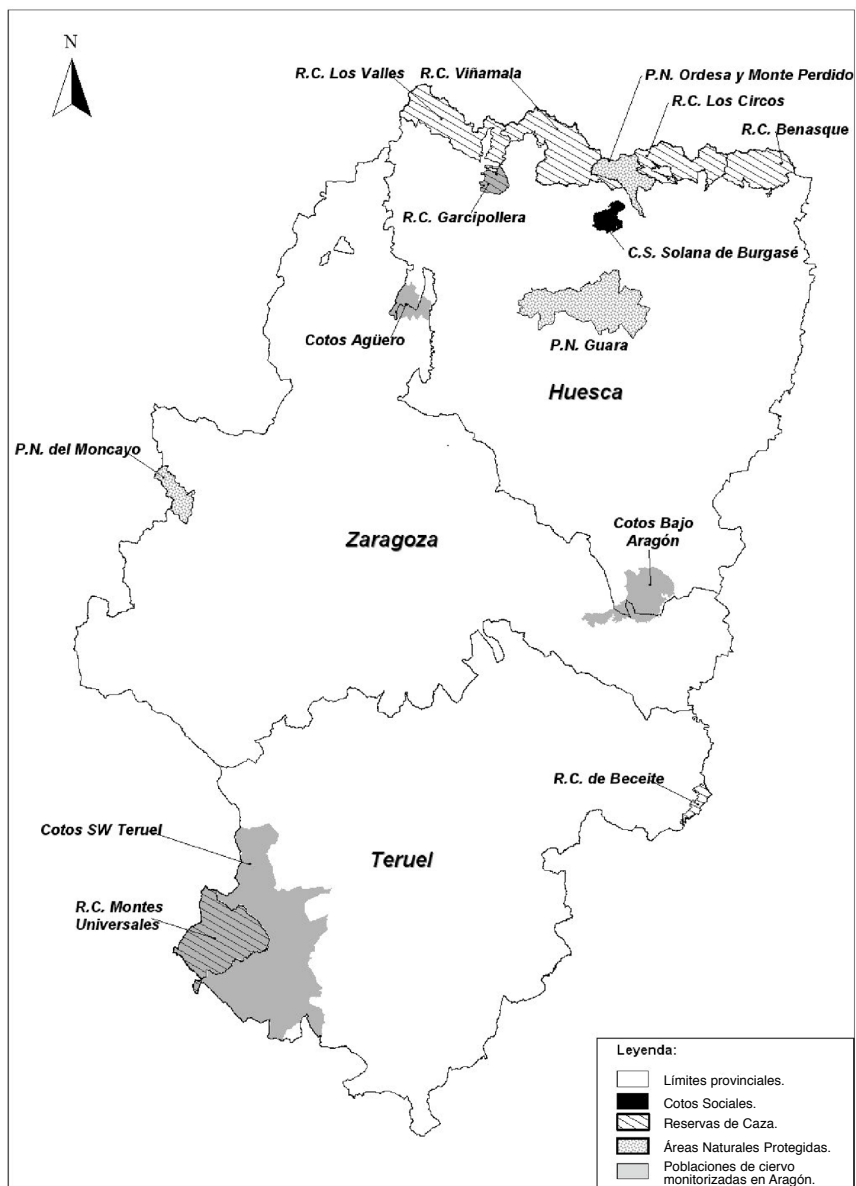 N
R.C. Los Valles
R.C. Viñamala
P.N. Ordesa y Monte Perdido
R.C. Los Circos
R.C. Benasque
R.C. Garcipollera
C.S. Solana de Burgasé
Cotos Agüero
P.N. Guara
Huesca
P.N. del Moncayo
Zaragoza
Cotos Bajo
Aragón
R.C. de Beceite
Cotos SW Teruel
Teruel
R.C. Montes
Universales
Leyenda:
Límites provinciales.
Cotos Sociales.
Reservas de Caza.
Áreas Naturales Protegidas.
Poblaciones de ciervo
monitorizadas en Aragón.